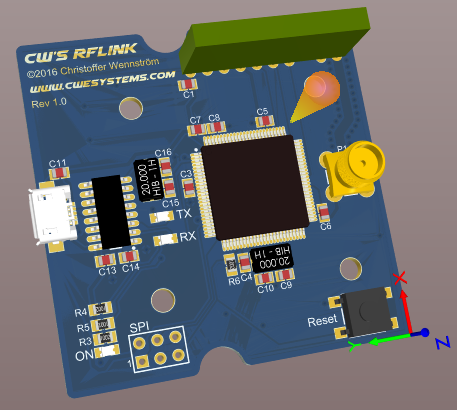 CW'S RFLINK
©2016 Christoffer Wennström
WWW.CWESYSTEMS.COM
Rev 1.0
C1
C7 C8
C5
C11
C16
20.000
HIB - 1H
C3
C15
TX
RX
C6
C13 C14
20.000
HIB - 1H
R6 C4
C10 C9
R4
R5
R3
ON
SPI
1
Reset
X
Y
Z